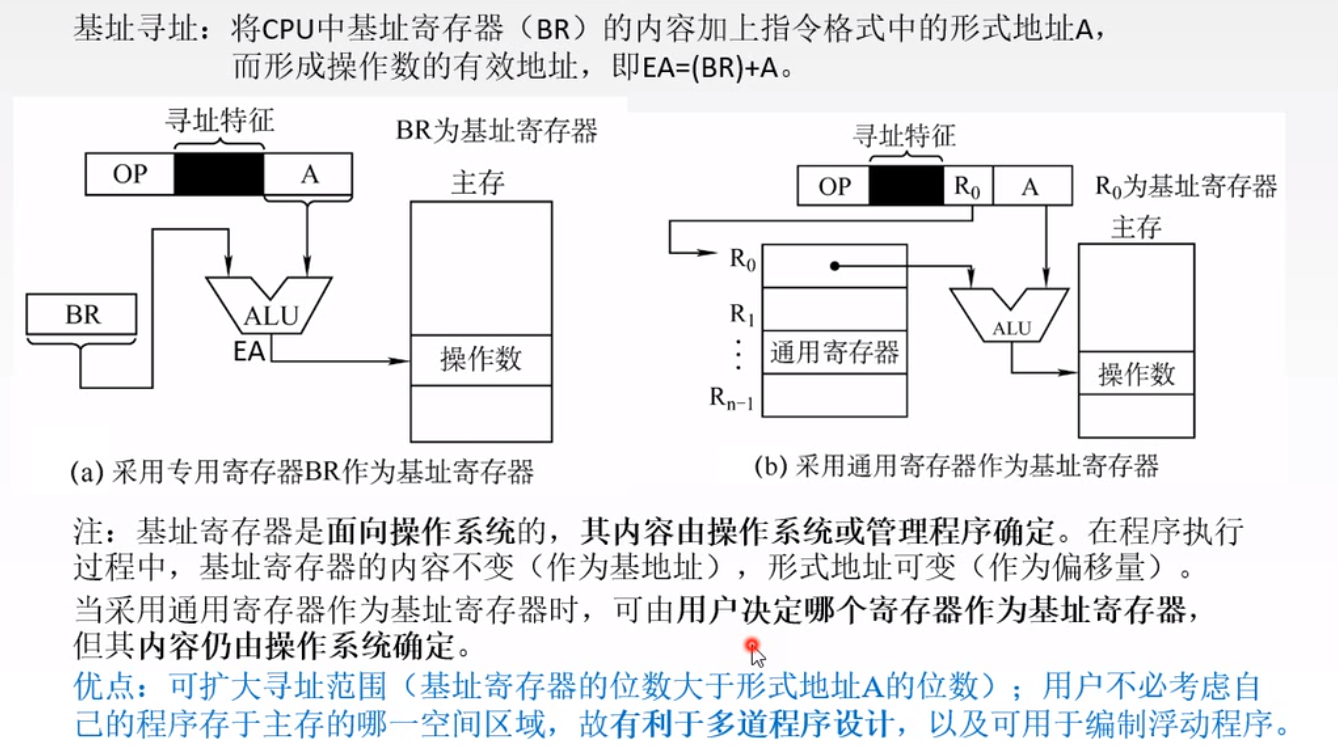 基址寻址：将CPU中基址寄存器（BR）的内容加上指令格式中的形式地址A，
而形成操作数的有效地址，即EA=(BR)+A。
寻址特征
BR为基址寄存器
OP
A
主存
BR
ALU
EA
操作数
(a) 采用专用寄存器BR作为基址寄存器
寻址特征
OP
R₀
A
R₀为基址寄存器
主存
R₀
R₁
⋮
通用寄存器
Rₙ₋₁
ALU
操作数
(b) 采用通用寄存器作为基址寄存器
注：基址寄存器是面向操作系统的，其内容由操作系统或管理程序确定。在程序执行
过程中，基址寄存器的内容不变（作为基地址），形式地址可变（作为偏移量）。
当采用通用寄存器作为基址寄存器时，可由用户决定哪个寄存器作为基址寄存器，
但其内容仍由操作系统确定。
优点：可扩大寻址范围（基址寄存器的位数大于形式地址A的位数）；用户不必考虑自
己的程序存于主存的哪一空间区域，故有利于多道程序设计，以及可用于编制浮动程序。